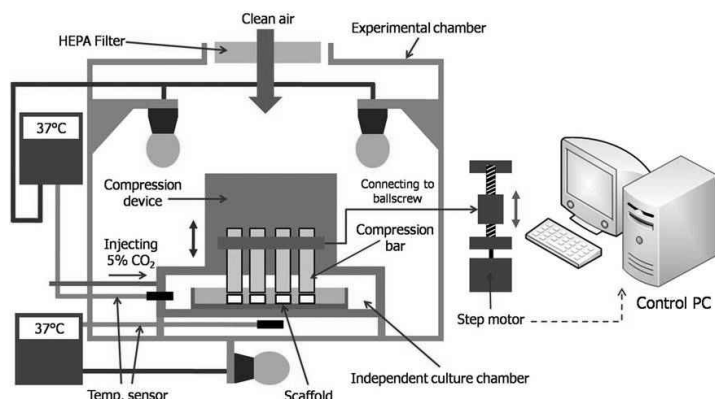 Clean air
HEPA Filter
Experimental chamber
37°C
Compression
device
Connecting to
ballscrew
Compression
bar
Injecting
5% CO₂
Control PC
Step motor
37°C
Independent culture chamber
Temp. sensor
Scaffold